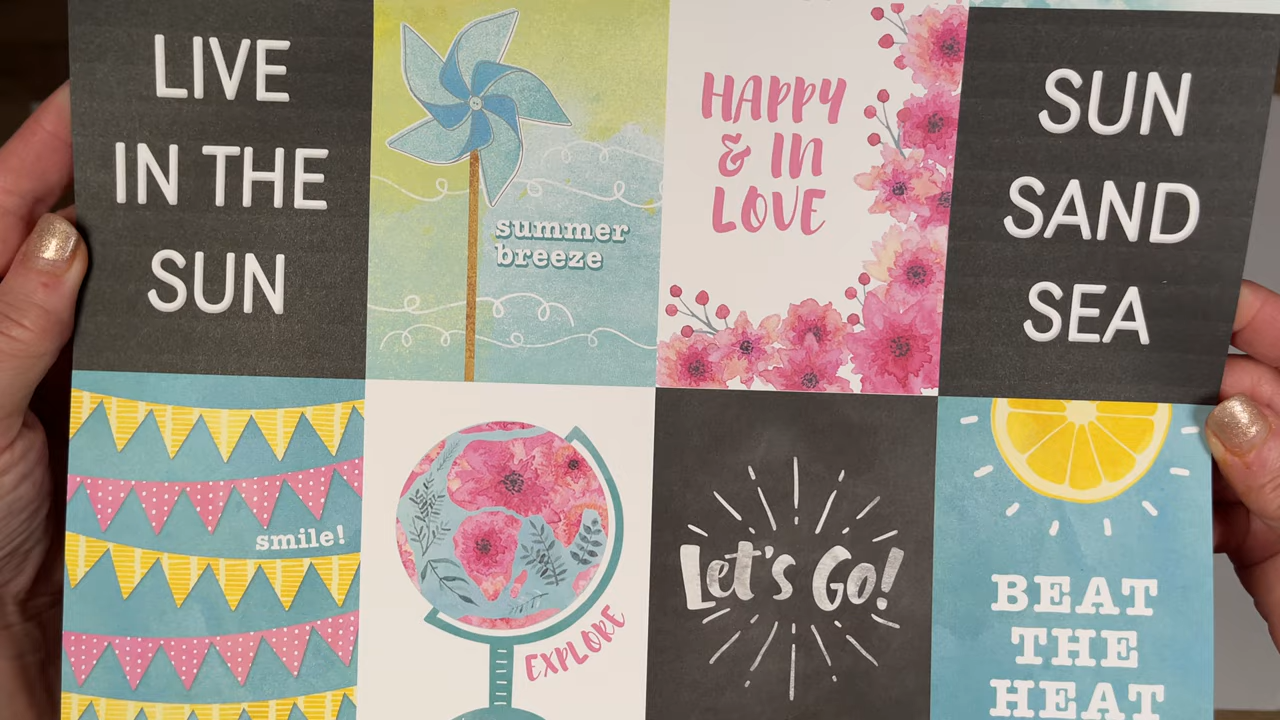 LIVE
IN THE
SUN
summer
breeze
HAPPY
& IN
LOVE
SUN
SAND
SEA
smile!
EXPLORE
Let's Go!
BEAT
THE
HEAT